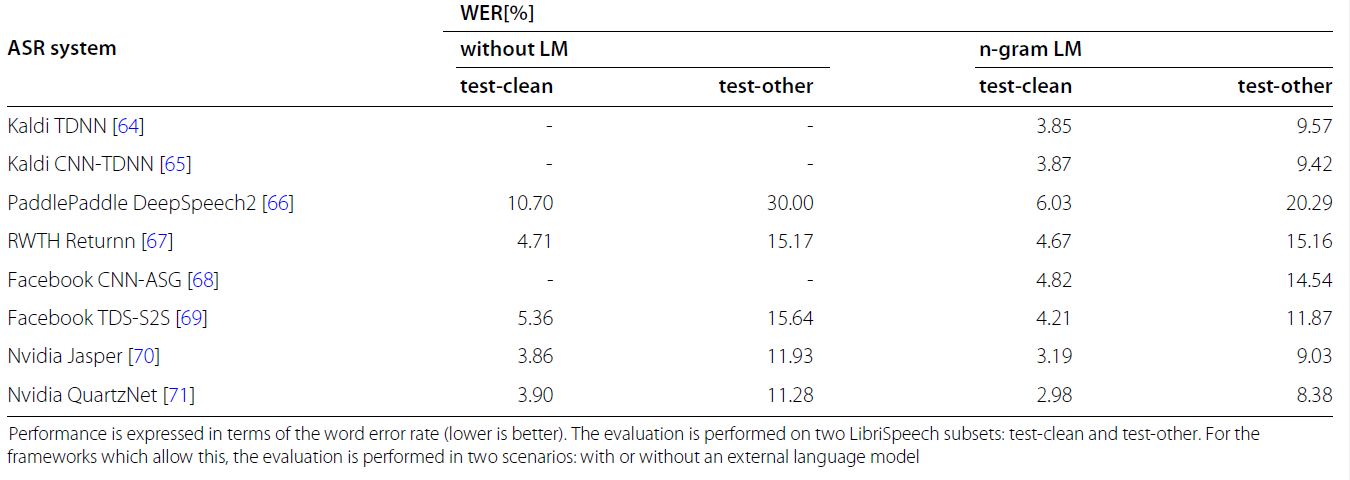 WER[%]
ASR system without LM n-gram LM
test-clean test-other test-clean test-other
Kaldi TDNN [64] - - 3.85 9.57
Kaldi CNN-TDNN [65] - - 3.87 9.42
PaddlePaddle DeepSpeech2 [66] 10.70 30.00 6.03 20.29
RWTH Returnn [67] 4.71 15.17 4.67 15.16
Facebook CNN-ASG [68] - - 4.82 14.54
Facebook TDS-S2S [69] 5.36 15.64 4.21 11.87
Nvidia Jasper [70] 3.86 11.93 3.19 9.03
Nvidia QuartzNet [71] 3.90 11.28 2.98 8.38
Performance is expressed in terms of the word error rate (lower is better). The evaluation is performed on two LibriSpeech subsets: test-clean and test-other. For the
frameworks which allow this, the evaluation is performed in two scenarios: with or without an external language model